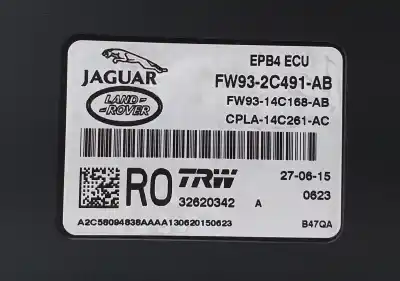 EPB4 ECU
JAGUAR
FW93-2C491-AB
LAND-
ROVER
FW93-14C168-AB
CPLA-14C261-AC
RO
TRW
27-06-15
32620342 A 0623
A2C58094838AAAA130620150623 B47QA